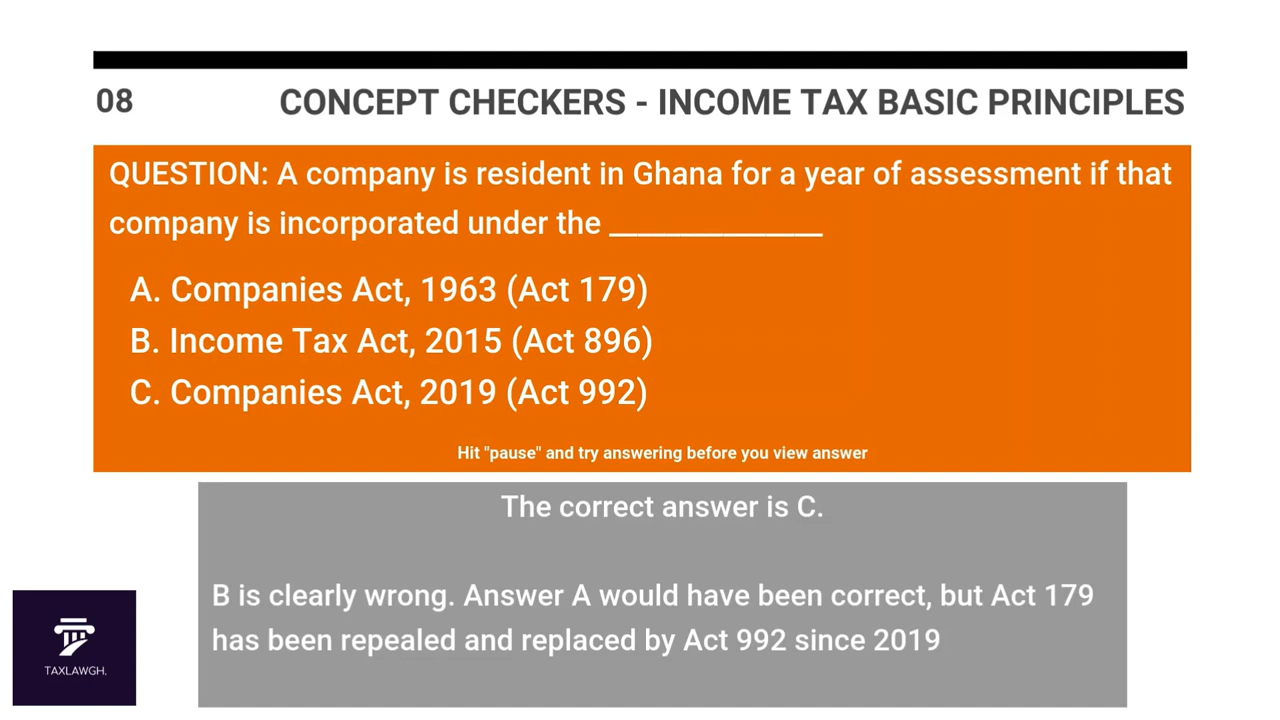 08
CONCEPT CHECKERS - INCOME TAX BASIC PRINCIPLES
QUESTION: A company is resident in Ghana for a year of assessment if that
company is incorporated under the ______________
A. Companies Act, 1963 (Act 179)
B. Income Tax Act, 2015 (Act 896)
C. Companies Act, 2019 (Act 992)
Hit "pause" and try answering before you view answer
The correct answer is C.
B is clearly wrong. Answer A would have been correct, but Act 179
has been repealed and replaced by Act 992 since 2019
TAXLAWGH.